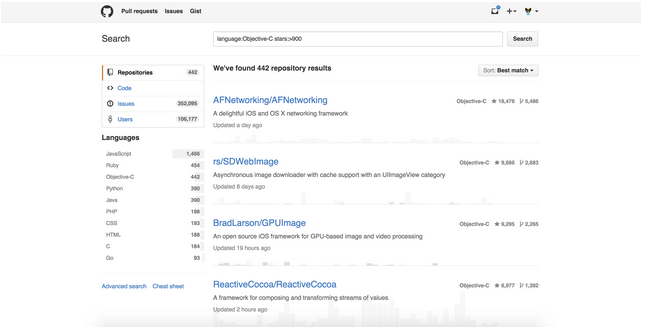 Pull requests Issues Gist
Search
language:Objective-C stars:>900
Search
Repositories 442
Code
Issues 352,095
Users 106,177
Languages
JavaScript 1,466
Ruby 454
Objective-C 442
Python 398
Java 390
PHP 198
CSS 193
HTML 188
C 184
Go 93
Advanced search Cheat sheet
We've found 442 repository results
Sort: Best match
AFNetworking/AFNetworking
Objective-C 18,476 5,486
A delightful iOS and OS X networking framework
Updated a day ago
rs/SDWebImage
Objective-C 9,886 2,883
Asynchronous image downloader with cache support with an UIImageView category
Updated 8 days ago
BradLarson/GPUImage
Objective-C 9,295 2,265
An open source iOS framework for GPU-based image and video processing
Updated 19 hours ago
ReactiveCocoa/ReactiveCocoa
Objective-C 8,977 1,392
A framework for composing and transforming streams of values
Updated 2 hours ago